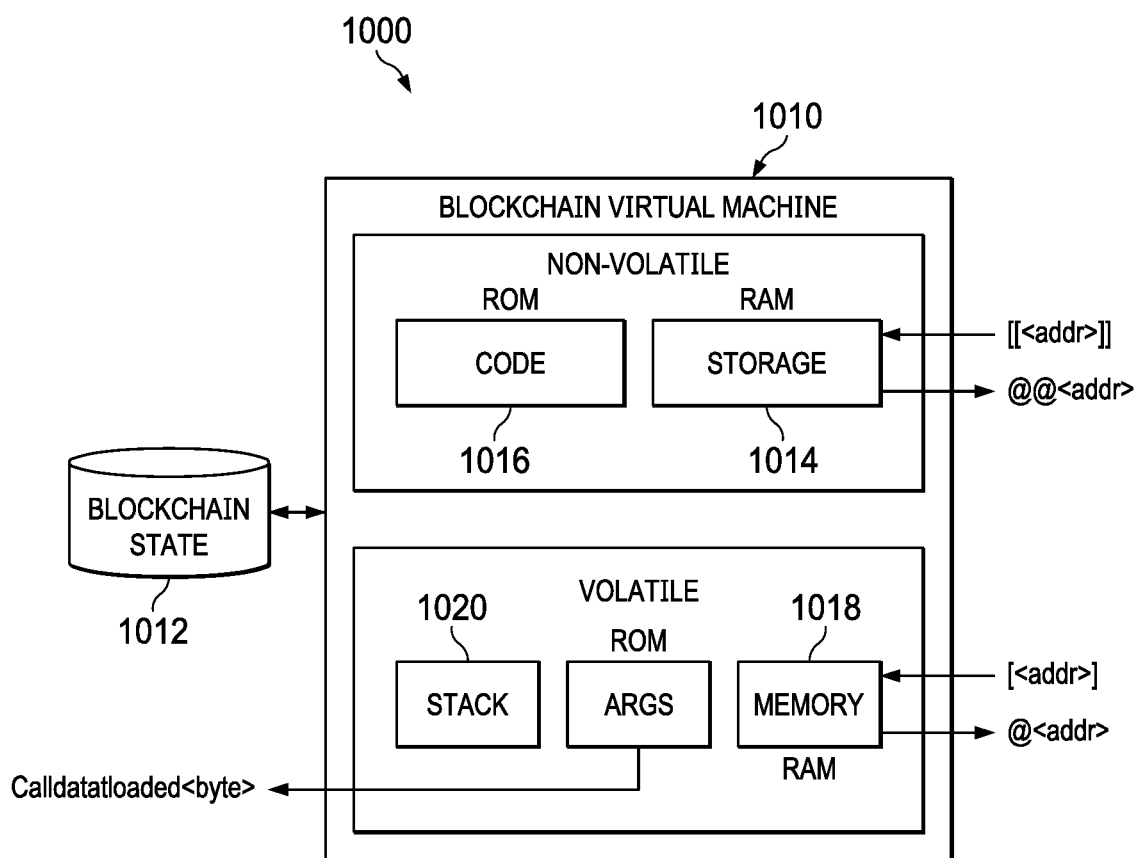 1000
1010
BLOCKCHAIN VIRTUAL MACHINE
NON-VOLATILE
ROM
RAM
CODE
STORAGE
[[<addr>]]
@@<addr>
1016
1014
BLOCKCHAIN
STATE
1012
VOLATILE
1020
1018
ROM
STACK
ARGS
MEMORY
[<addr>]
@<addr>
RAM
Calldatatloaded<byte>